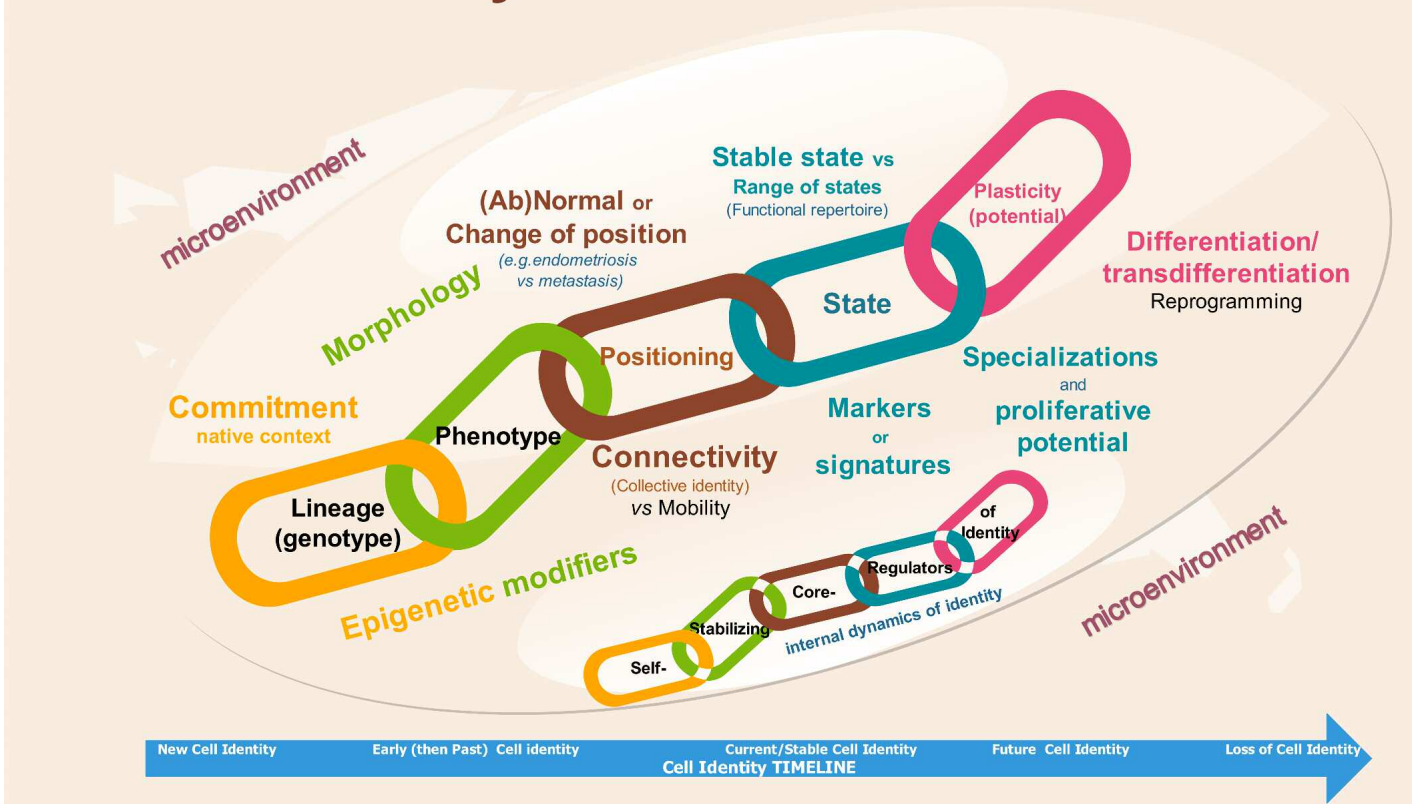 microenvironment
Stable state vs
Range of states
(Functional repertoire)
Plasticity
(potential)
(Ab)Normal or
Change of position
(e.g.endometriosis
vs metastasis)
Differentiation/
transdifferentiation
Reprogramming
Morphology
State
Positioning
Specializations
and
proliferative
potential
Commitment
native context
Markers
or
signatures
Phenotype
Connectivity
(Collective identity)
vs Mobility
Lineage
(genotype)
Epigenetic modifiers
microenvironment
Self-
Stabilizing
Core-
Regulators
of
Identity
internal dynamics of identity
New Cell Identity
Early (then Past) Cell identity
Current/Stable Cell Identity
Future Cell Identity
Loss of Cell Identity
Cell Identity TIMELINE